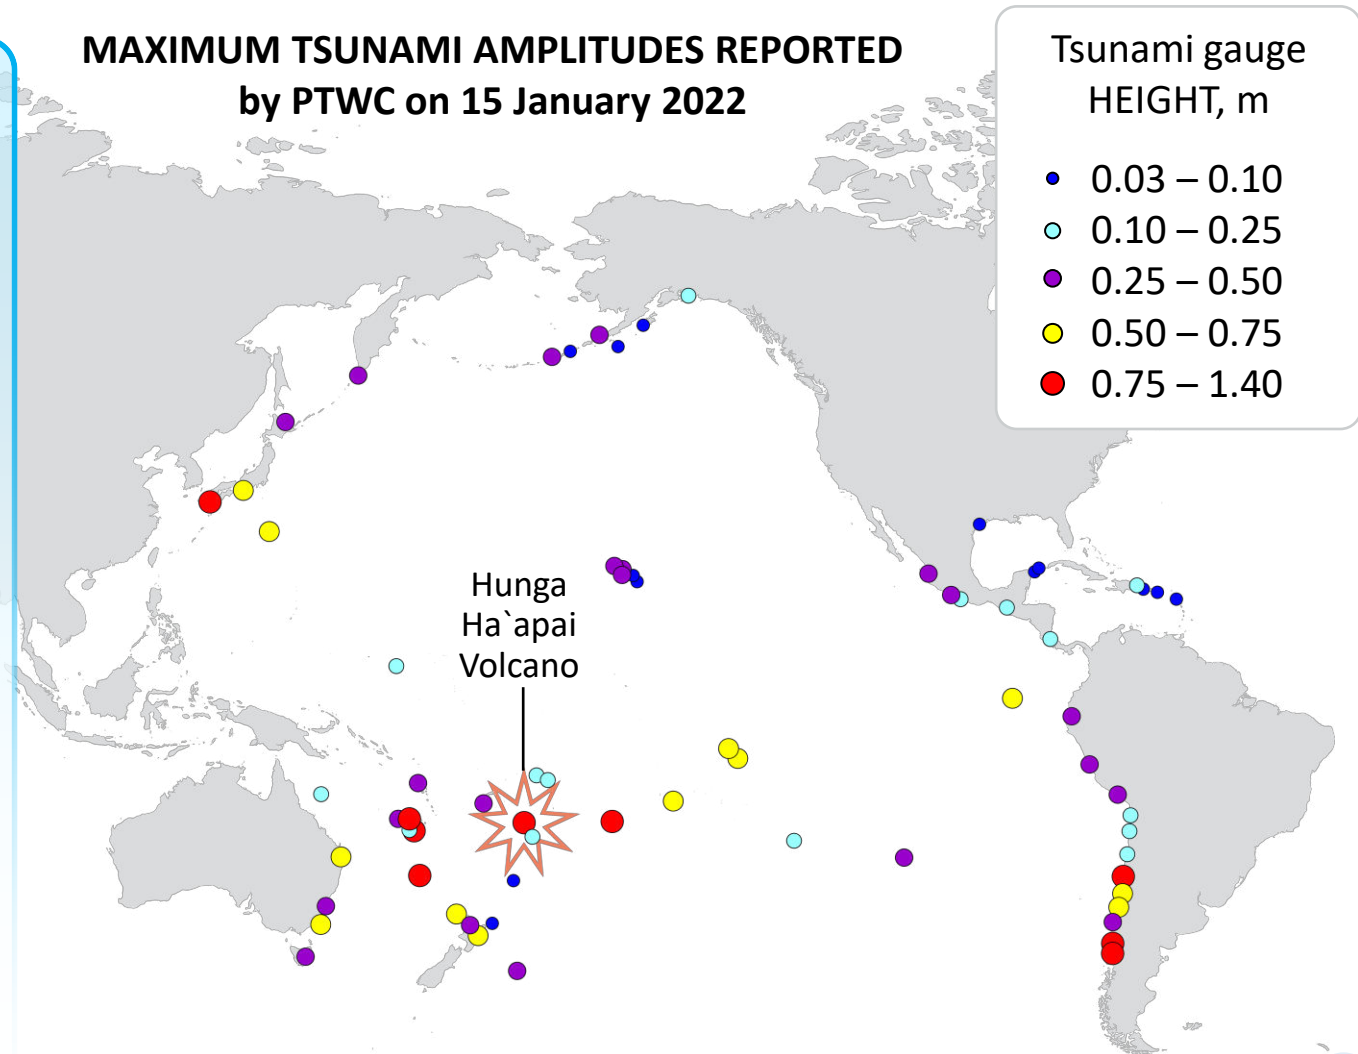 MAXIMUM TSUNAMI AMPLITUDES REPORTED
by PTWC on 15 January 2022
Tsunami gauge
HEIGHT, m
0.03 – 0.10
0.10 – 0.25
0.25 – 0.50
0.50 – 0.75
0.75 – 1.40
Hunga
Ha`apai
Volcano